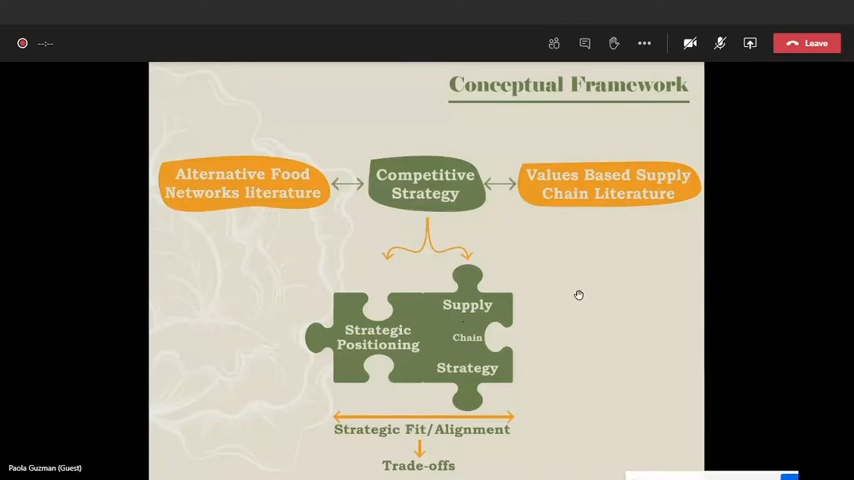 --:--
Leave
Conceptual Framework
Alternative Food
Networks literature
Competitive
Strategy
Values Based Supply
Chain Literature
Strategic
Positioning
Supply
Chain
Strategy
Strategic Fit/Alignment
Trade-offs
Paola Guzman (Guest)